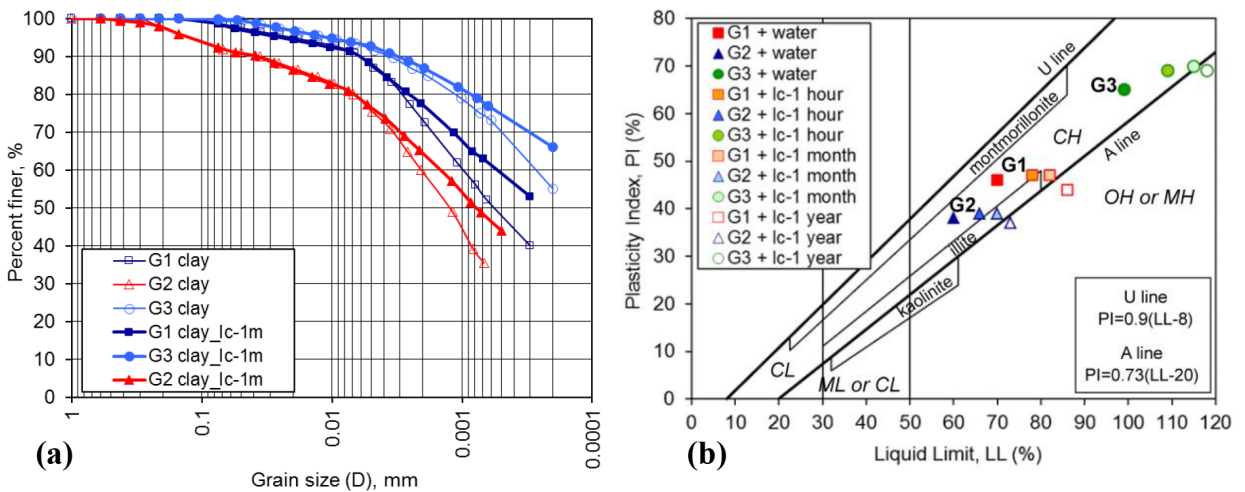 Percent finer, %
100
90
80
70
60
50
40
30
20
10
0
G1 clay
G2 clay
G3 clay
G1 clay_lc-1m
G3 clay_lc-1m
G2 clay_lc-1m
1
0.1
0.01
0.001
0.0001
Grain size (D), mm
(a)
Plasticity Index, PI (%)
80
70
60
50
40
30
20
10
0
G1 + water
G2 + water
G3 + water
G1 + lc-1 hour
G2 + lc-1 hour
G3 + lc-1 hour
G1 + lc-1 month
G2 + lc-1 month
G3 + lc-1 month
G1 + lc-1 year
G2 + lc-1 year
G3 + lc-1 year
U line
montmorillonite
G3
CH
A line
G1
G2
OH or MH
illite
kaolinite
CL
ML or CL
U line
PI=0.9(LL-8)
A line
PI=0.73(LL-20)
0 10 20 30 40 50 60 70 80 90 100 110 120
Liquid Limit, LL (%)
(b)